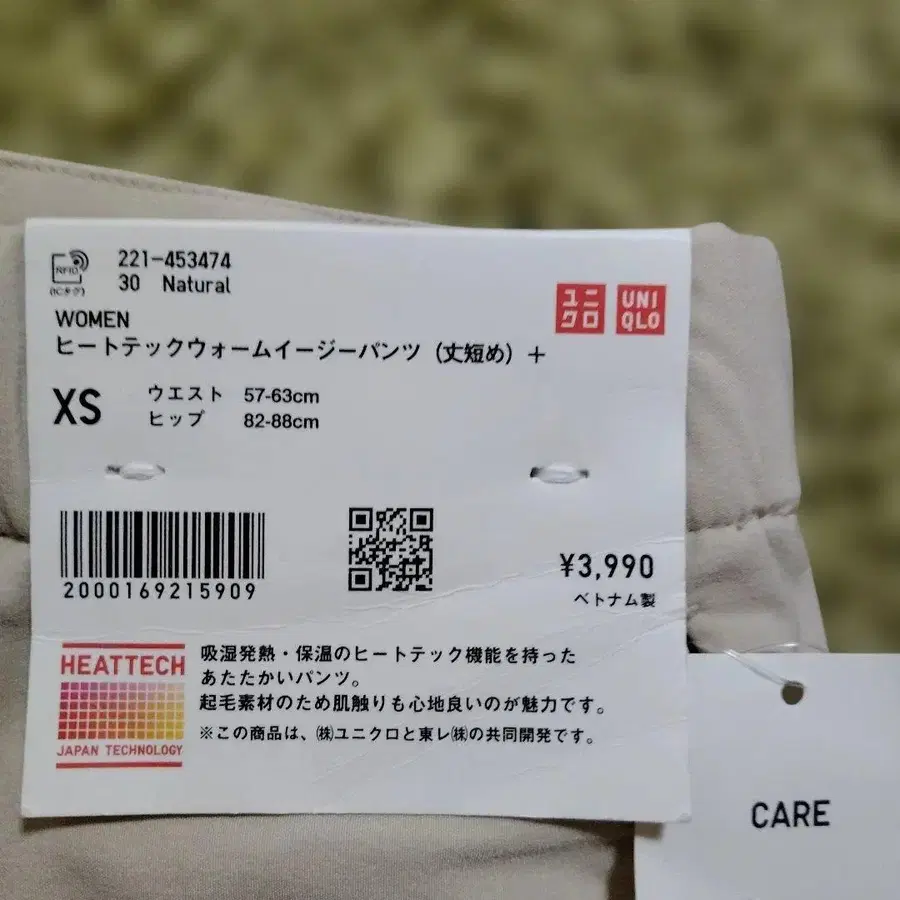 RFID
(ICタグ)
221-453474
30 Natural
WOMEN
ヒートテックウォームイージーパンツ (丈短め) +
ユニクロ
UNIQLO
XS
ウエスト 57-63cm
ヒップ 82-88cm
2000169215909
¥3,990
ベトナム製
HEATTECH
JAPAN TECHNOLOGY
吸湿発熱・保温のヒートテック機能を持った
あたたかいパンツ。
起毛素材のため肌触りも心地良いのが魅力です。
※この商品は、㈱ユニクロと東レ㈱の共同開発です。
CARE